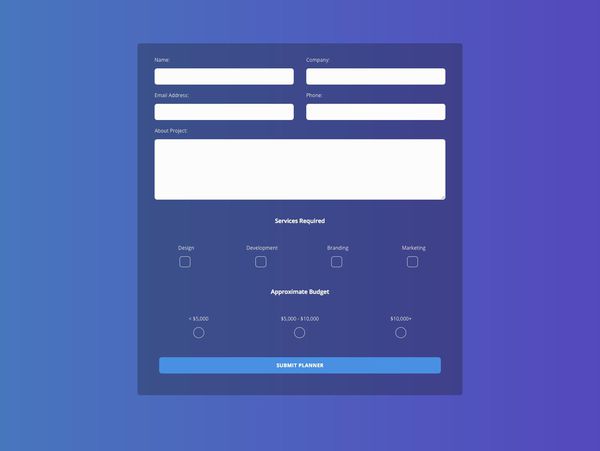 Name: Company:
Email Address: Phone:
About Project:
Services Required
Design Development Branding Marketing
Approximate Budget
< $5,000 $5,000 - $10,000 $10,000+
SUBMIT PLANNER